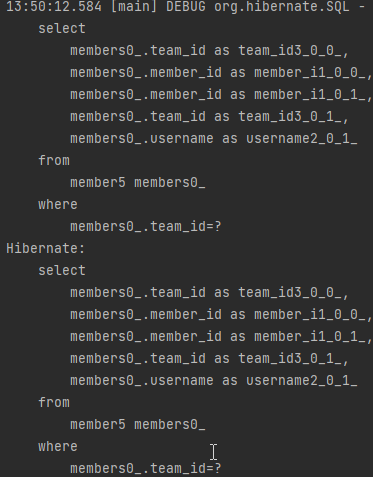 13:50:12.584 [main] DEBUG org.hibernate.SQL -
select
members0_.team_id as team_id3_0_0_,
members0_.member_id as member_i1_0_0_,
members0_.member_id as member_i1_0_1_,
members0_.team_id as team_id3_0_1_,
members0_.username as username2_0_1_
from
member5 members0_
where
members0_.team_id=?
Hibernate:
select
members0_.team_id as team_id3_0_0_,
members0_.member_id as member_i1_0_0_,
members0_.member_id as member_i1_0_1_,
members0_.team_id as team_id3_0_1_,
members0_.username as username2_0_1_
from
member5 members0_
where
members0_.team_id=?